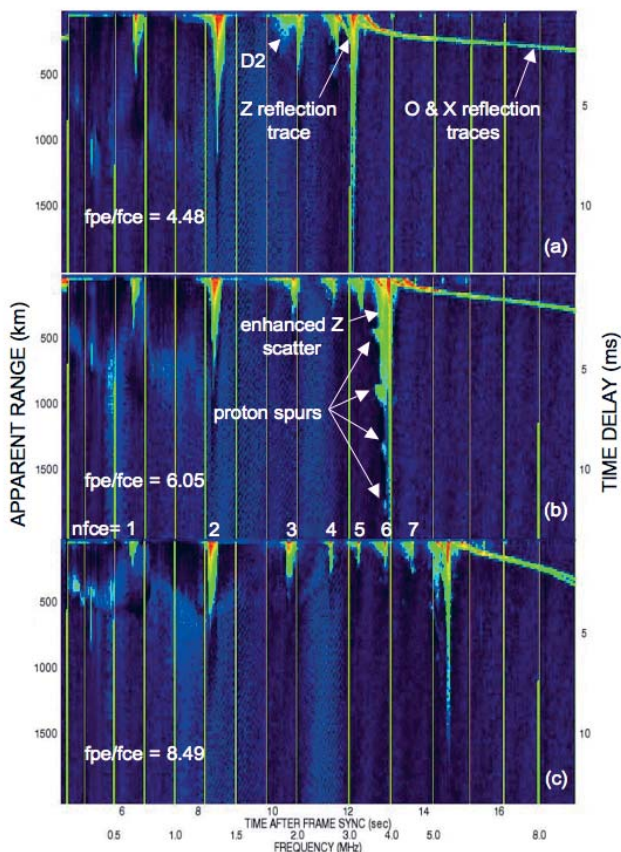 D2
Z reflection
trace
O & X reflection
traces
500
1000
1500
5
10
fpe/fce = 4.48
(a)
APPARENT RANGE (km)
TIME DELAY (ms)
enhanced Z
scatter
proton spurs
500
1000
1500
5
10
fpe/fce = 6.05
(b)
nfce= 1 2 3 4 5 6 7
500
1000
1500
5
10
fpe/fce = 8.49
(c)
6 8 10 12 14 16
TIME AFTER FRAME SYNC (sec)
0.5 1.0 1.5 2.0 3.0 4.0 6.0 8.0
FREQUENCY (MHz)